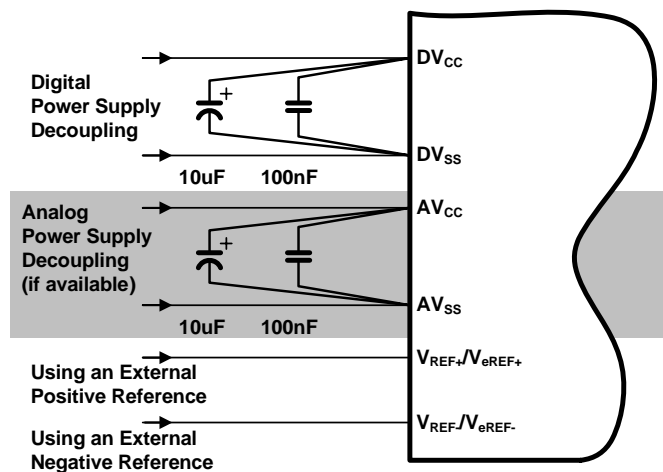 DVCC
Digital
Power Supply
Decoupling
+
DVSS
10uF 100nF
Analog
Power Supply
Decoupling
(if available)
AVCC
+
AVSS
10uF 100nF
VREF+/VeREF+
Using an External
Positive Reference
VREF-/VeREF-
Using an External
Negative Reference